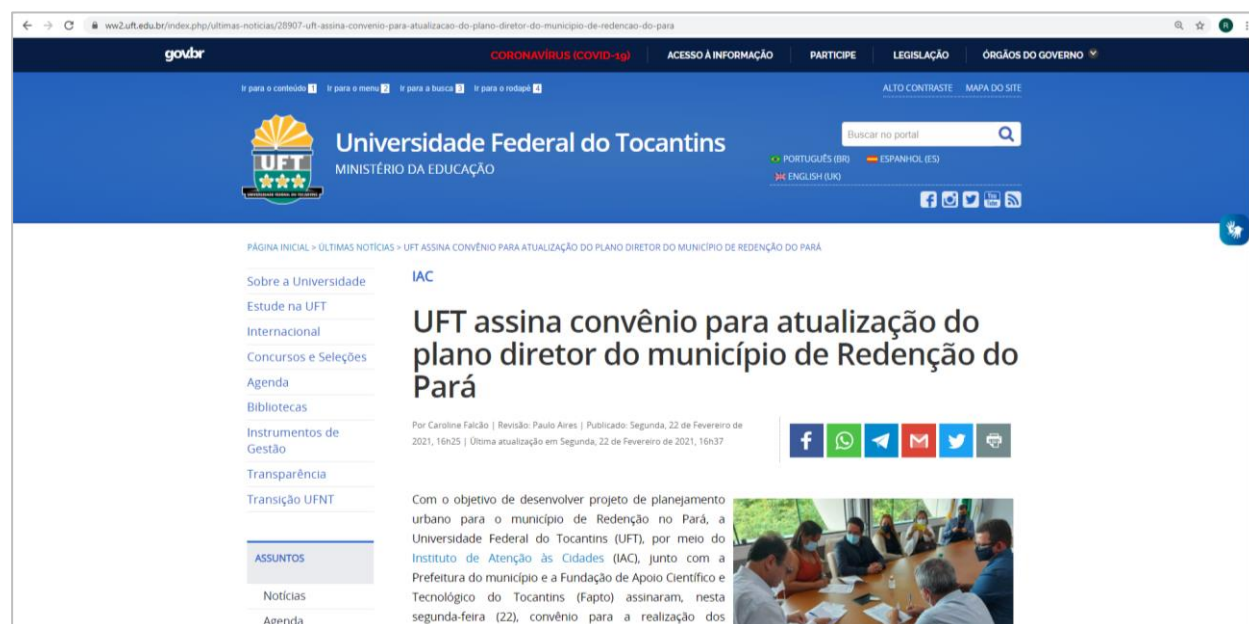 ww2.uft.edu.br/index.php/ultimas-noticias/28907-uft-assina-convenio-para-atualizacao-do-plano-diretor-do-municipio-de-redencao-do-para
R
govbr
CORONAVÍRUS (COVID-19)
ACESSO À INFORMAÇÃO
PARTICIPE
LEGISLAÇÃO
ÓRGÃOS DO GOVERNO
Ir para o conteúdo 1 Ir para o menu 2 Ir para a busca 3 Ir para o rodapé 4
ALTO CONTRASTE MAPA DO SITE
UFT
Universidade Federal do Tocantins
MINISTÉRIO DA EDUCAÇÃO
Buscar no portal
PORTUGUÊS (BR) ESPANHOL (ES)
ENGLISH (UK)
You Tube
PÁGINA INICIAL > ÚLTIMAS NOTÍCIAS > UFT ASSINA CONVÊNIO PARA ATUALIZAÇÃO DO PLANO DIRETOR DO MUNICÍPIO DE REDENÇÃO DO PARÁ
Sobre a Universidade
Estude na UFT
Internacional
Concursos e Seleções
Agenda
Bibliotecas
Instrumentos de
Gestão
Transparência
Transição UFNT
ASSUNTOS
Notícias
Agenda
IAC
UFT assina convênio para atualização do
plano diretor do município de Redenção do
Pará
Por Caroline Falcão | Revisão: Paulo Aires | Publicado: Segunda, 22 de Fevereiro de
2021, 16h25 | Última atualização em Segunda, 22 de Fevereiro de 2021, 16h37
Com o objetivo de desenvolver projeto de planejamento
urbano para o município de Redenção no Pará, a
Universidade Federal do Tocantins (UFT), por meio do
Instituto de Atenção às Cidades (IAC), junto com a
Prefeitura do município e a Fundação de Apoio Científico e
Tecnológico do Tocantins (Fapto) assinaram, nesta
segunda-feira (22), convênio para a realização dos